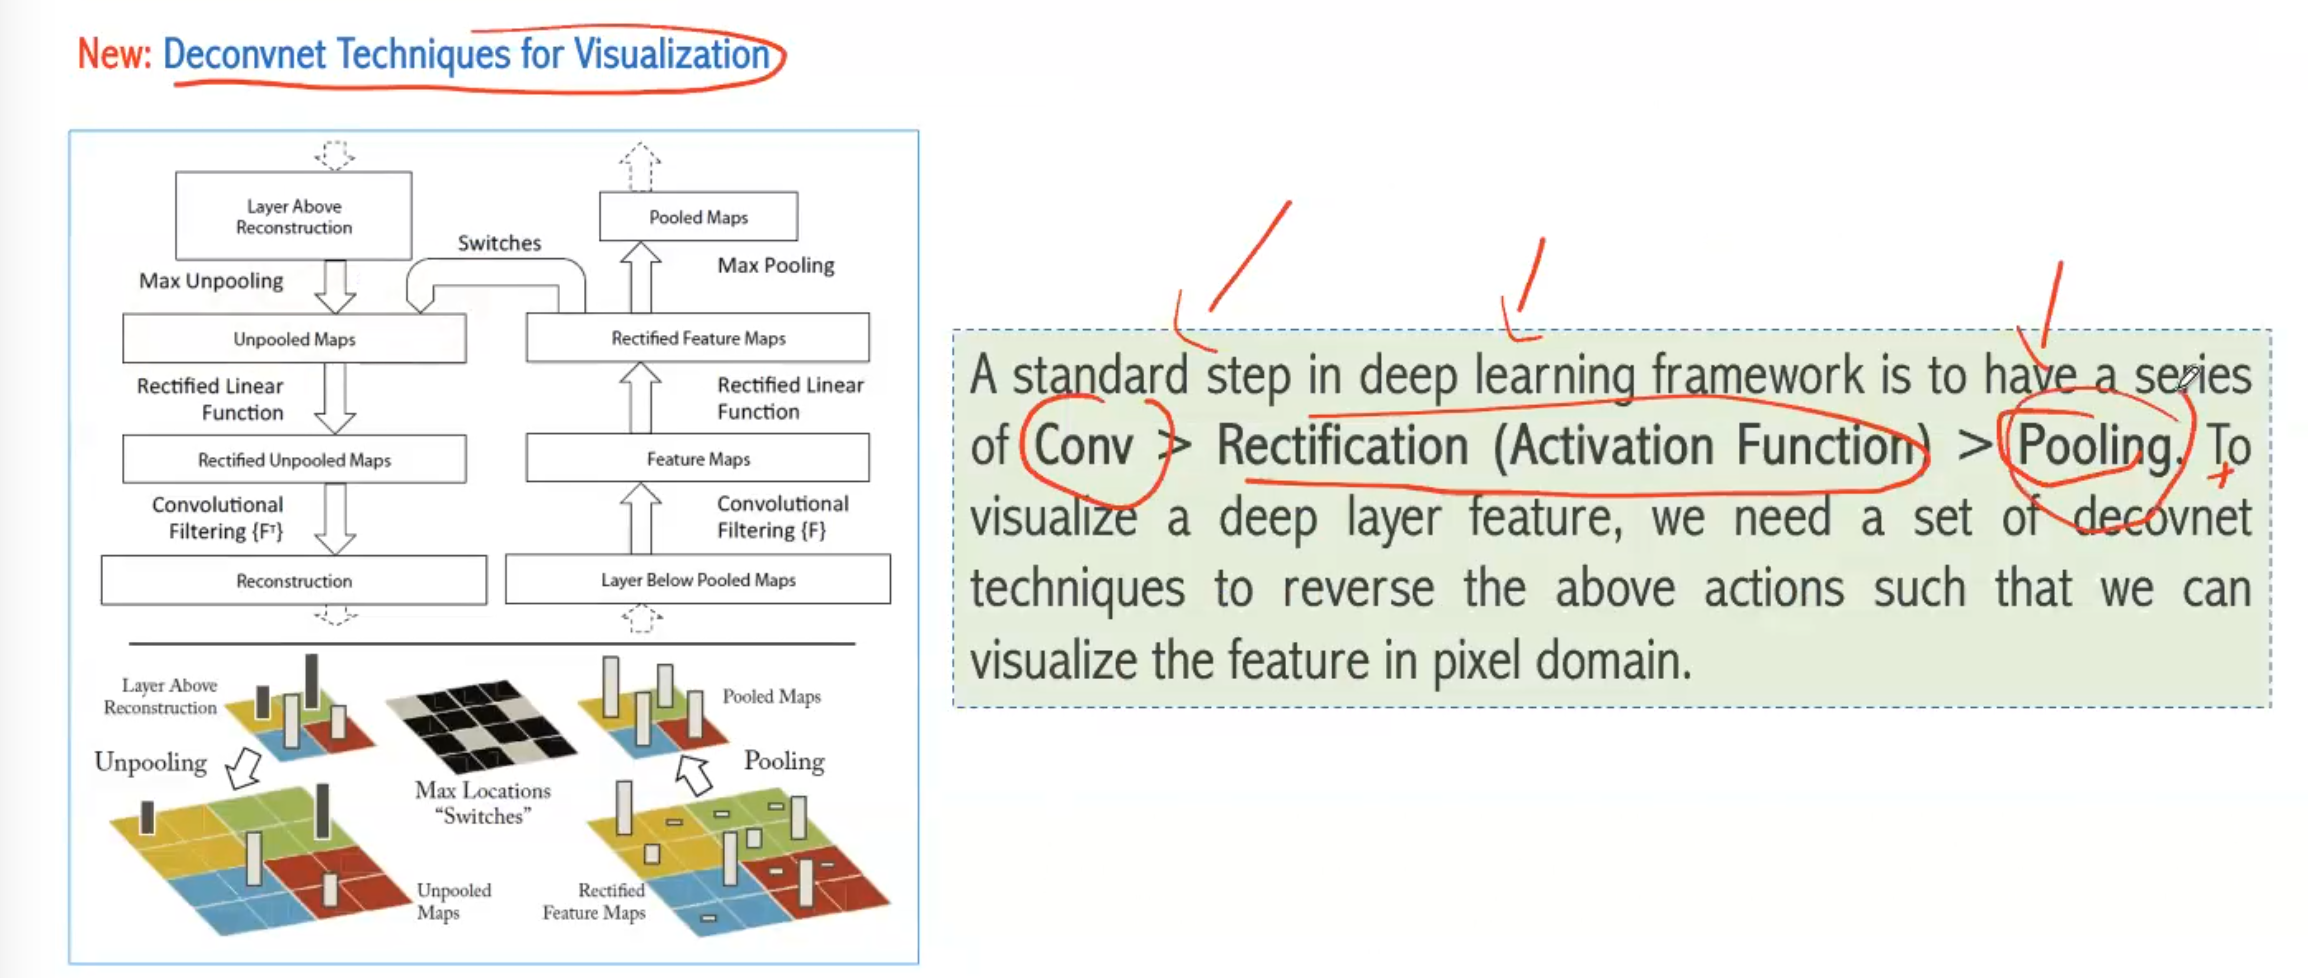 New: Deconvnet Techniques for Visualization
Layer Above
Reconstruction
Switches
Pooled Maps
Max Unpooling
Max Pooling
Unpooled Maps
Rectified Feature Maps
Rectified Linear
Function
Rectified Linear
Function
Rectified Unpooled Maps
Feature Maps
Convolutional
Filtering {Fᵀ}
Convolutional
Filtering {F}
Reconstruction
Layer Below Pooled Maps
Layer Above
Reconstruction
Pooled Maps
Unpooling
Pooling
Max Locations
“Switches”
Unpooled
Maps
Rectified
Feature Maps
A standard step in deep learning framework is to have a series
of Conv > Rectification (Activation Function) > Pooling. To
visualize a deep layer feature, we need a set of decovnet
techniques to reverse the above actions such that we can
visualize the feature in pixel domain.